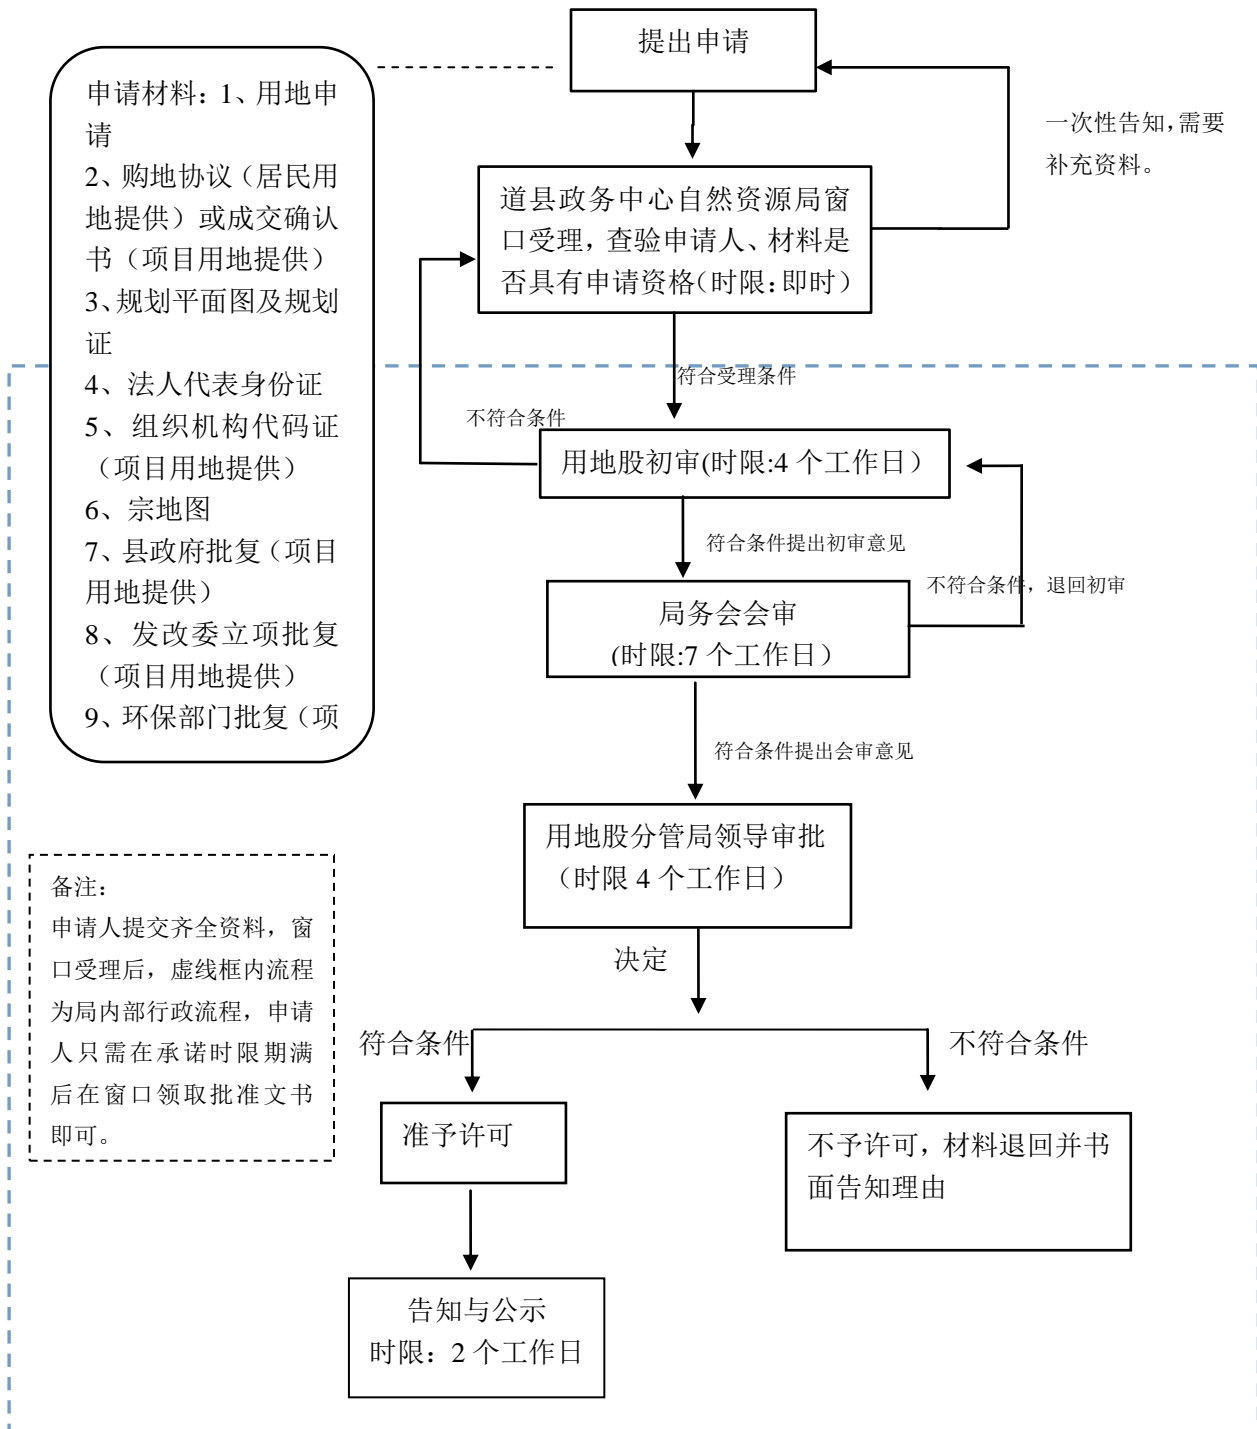 提出申请
申请材料：1、用地申
请
2、购地协议（居民用
地提供）或成交确认
书（项目用地提供）
3、规划平面图及规划
证
4、法人代表身份证
5、组织机构代码证
（项目用地提供）
6、宗地图
7、县政府批复（项目
用地提供）
8、发改委立项批复
（项目用地提供）
9、环保部门批复（项
一次性告知，需要
补充资料。
道县政务中心自然资源局窗
口受理，查验申请人、材料是
否具有申请资格（时限：即时）
符合受理条件
不符合条件
用地股初审(时限:4 个工作日）
符合条件提出初审意见
不符合条件，退回初审
局务会会审
(时限:7 个工作日）
符合条件提出会审意见
用地股分管局领导审批
（时限 4 个工作日）
备注：
申请人提交齐全资料，窗
口受理后，虚线框内流程
为局内部行政流程，申请
人只需在承诺时限期满
后在窗口领取批准文书
即可。
决定
符合条件
不符合条件
准予许可
不予许可，材料退回并书
面告知理由
告知与公示
时限：2 个工作日